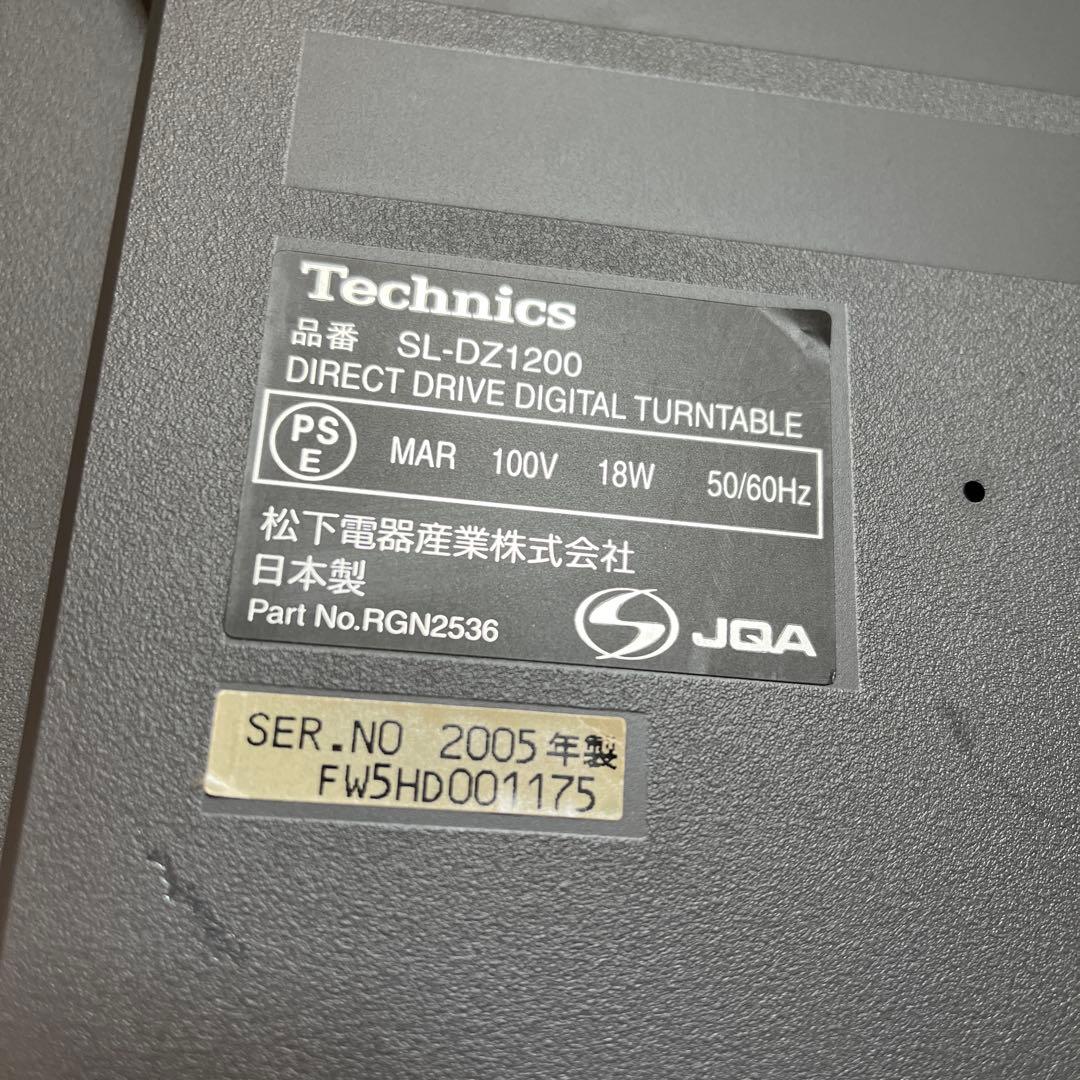 Technics
品番 SL-DZ1200
DIRECT DRIVE DIGITAL TURNTABLE
PS E MAR 100V 18W 50/60Hz
松下電器産業株式会社
日本製
Part No.RGN2536 JQA
SER.NO 2005年製
FW5HD001175